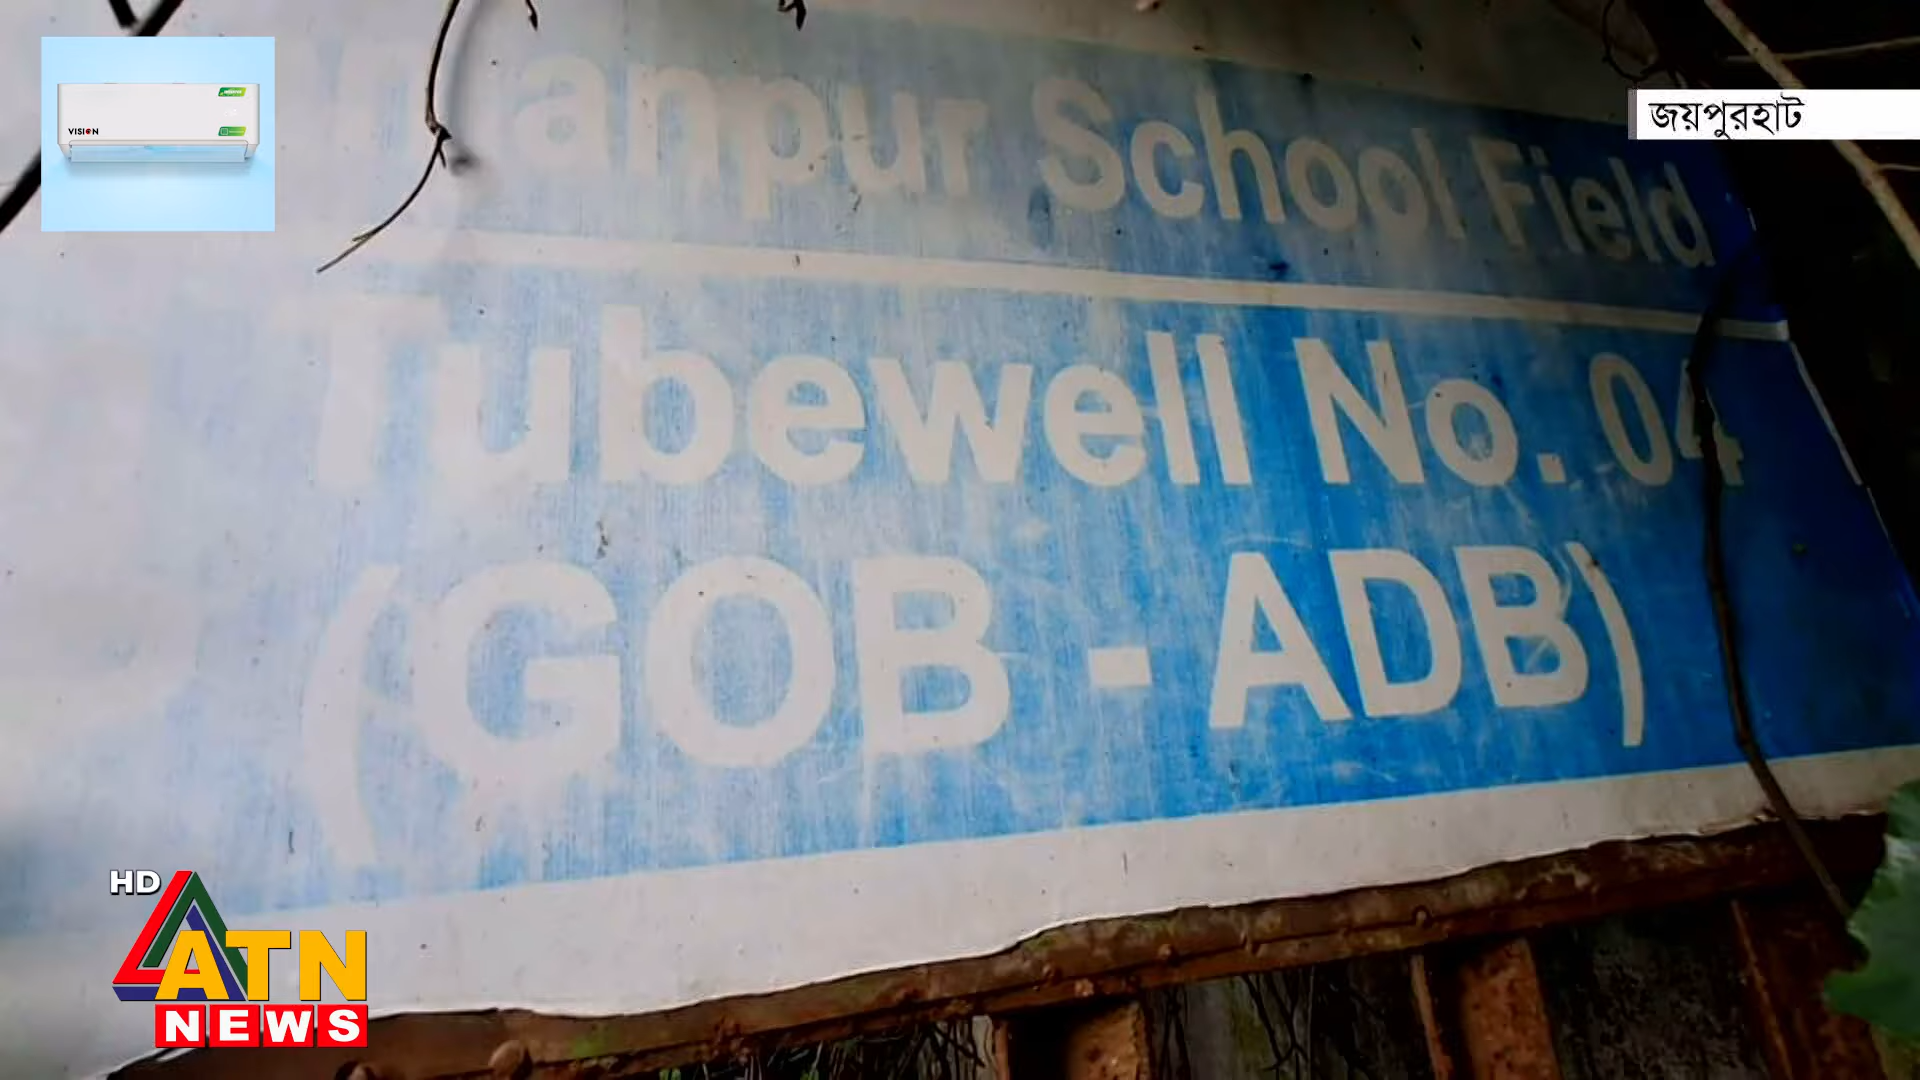 VISION
জয়পুরহাট
School Field
Tubewell No. 04
(GOB - ADB)
HD
ATN
NEWS